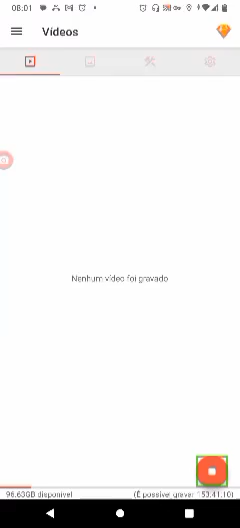 08:01
Vídeos
Nenhum vídeo foi gravado
96.63GB disponível
(É possível gravar 153:41:10)